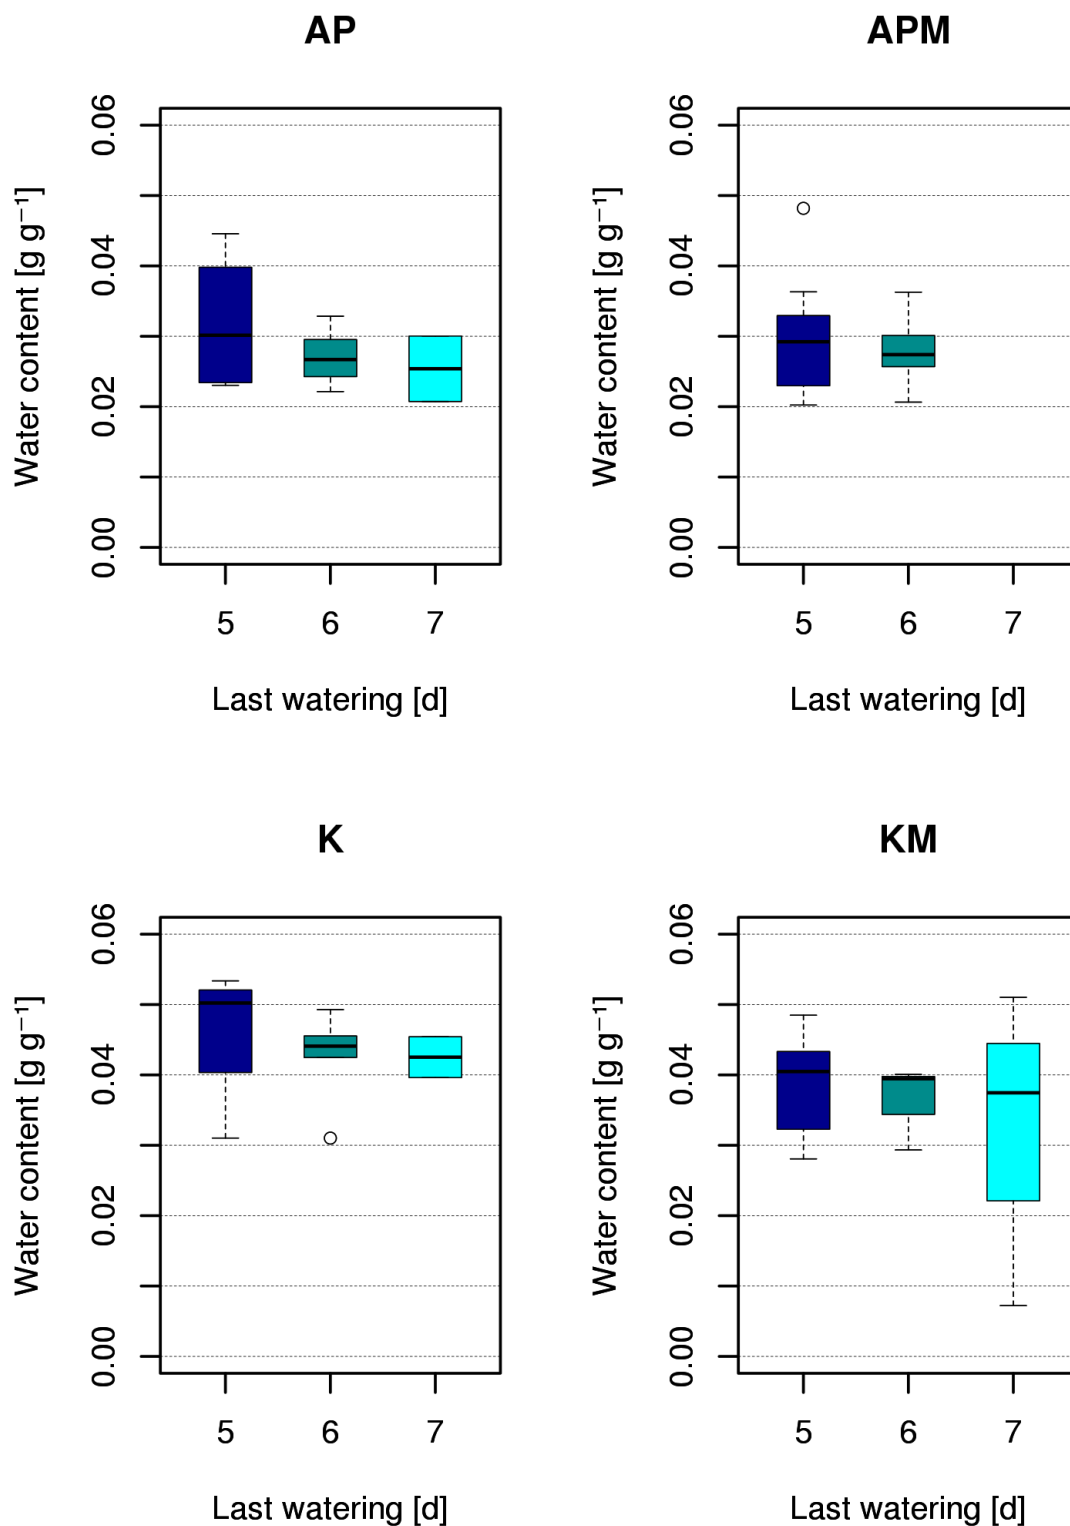 AP
Water content [g g⁻¹]
0.06
0.04
0.02
0.00
5 6 7
Last watering [d]
APM
Water content [g g⁻¹]
0.06
0.04
0.02
0.00
5 6 7
Last watering [d]
K
Water content [g g⁻¹]
0.06
0.04
0.02
0.00
5 6 7
Last watering [d]
KM
Water content [g g⁻¹]
0.06
0.04
0.02
0.00
5 6 7
Last watering [d]